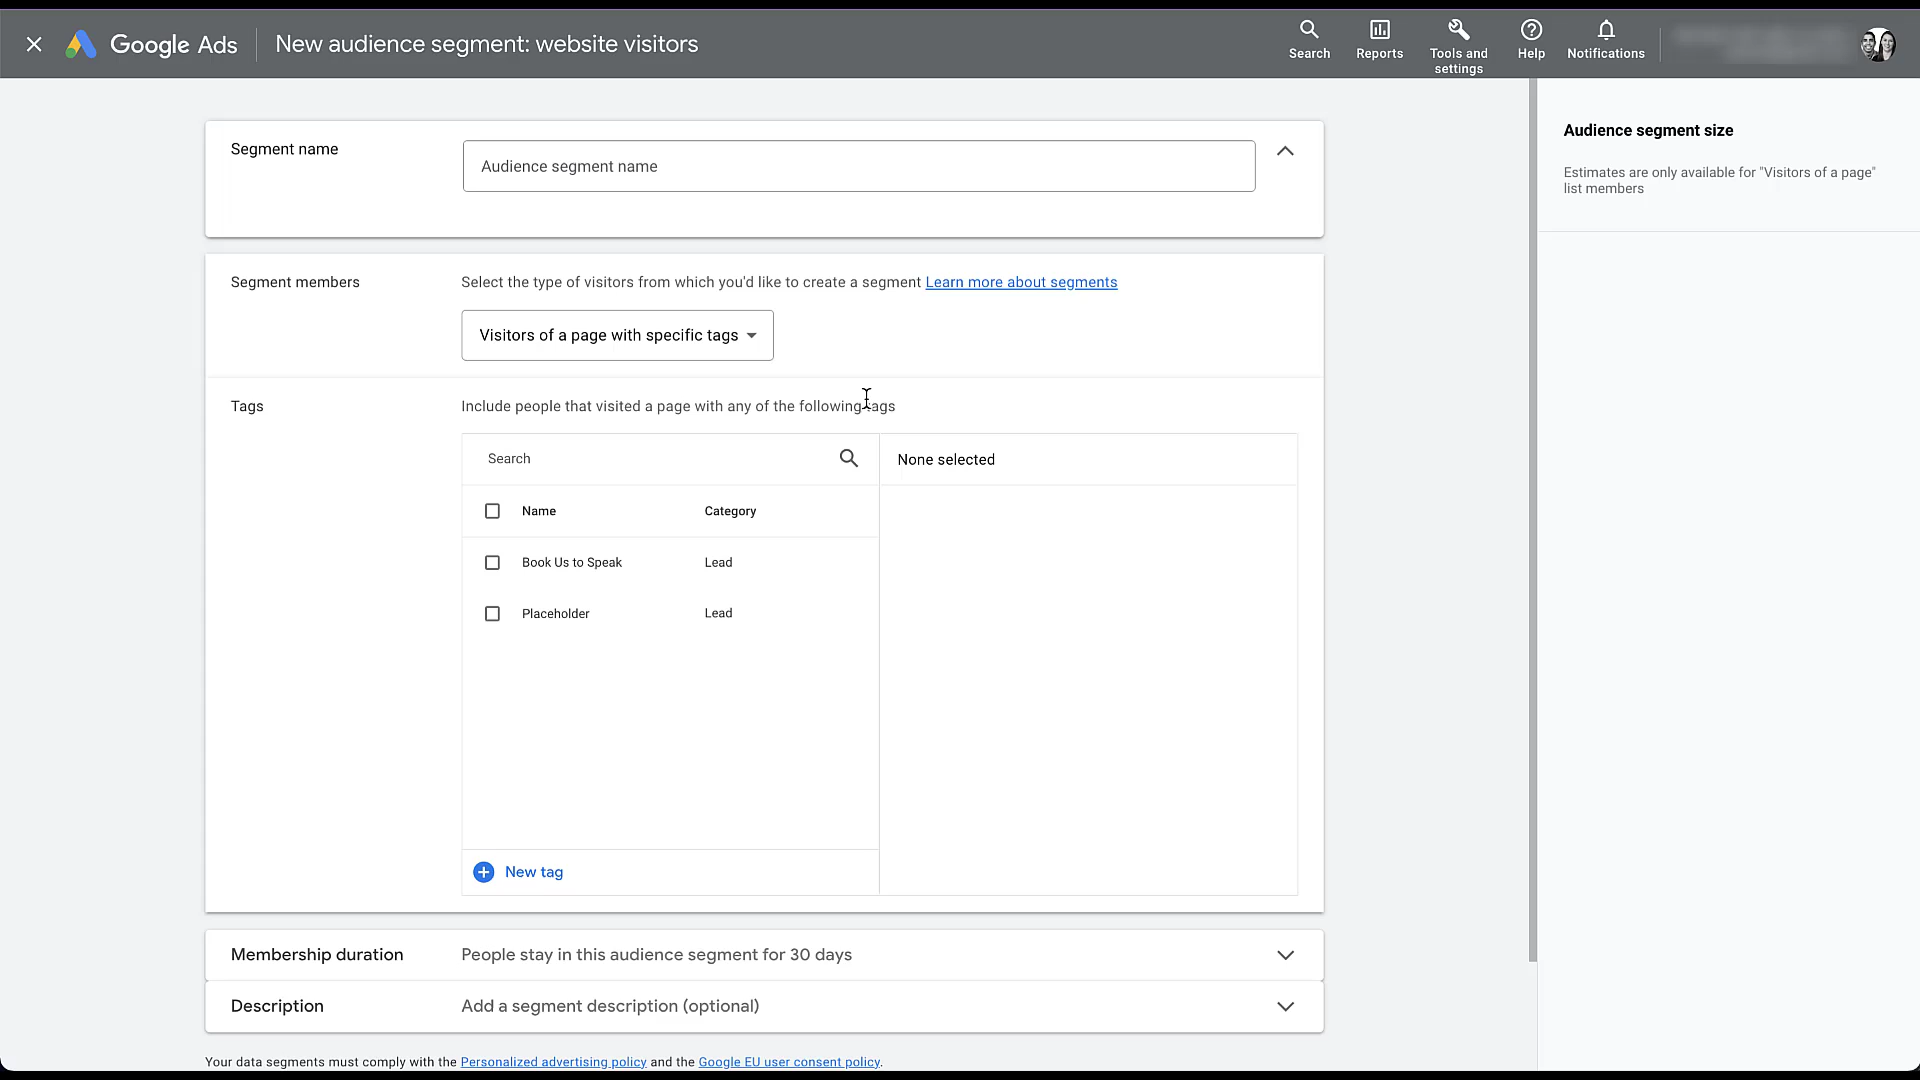 Google Ads
New audience segment: website visitors
Search
Reports
Tools and
settings
Help
Notifications
Segment name
Audience segment name
Audience segment size
Estimates are only available for "Visitors of a page"
list members
Segment members
Select the type of visitors from which you'd like to create a segment Learn more about segments
Visitors of a page with specific tags
Tags
Include people that visited a page with any of the following tags
Search
None selected
Name
Category
Book Us to Speak
Lead
Placeholder
Lead
New tag
Membership duration
People stay in this audience segment for 30 days
Description
Add a segment description (optional)
Your data segments must comply with the Personalized advertising policy and the Google EU user consent policy.